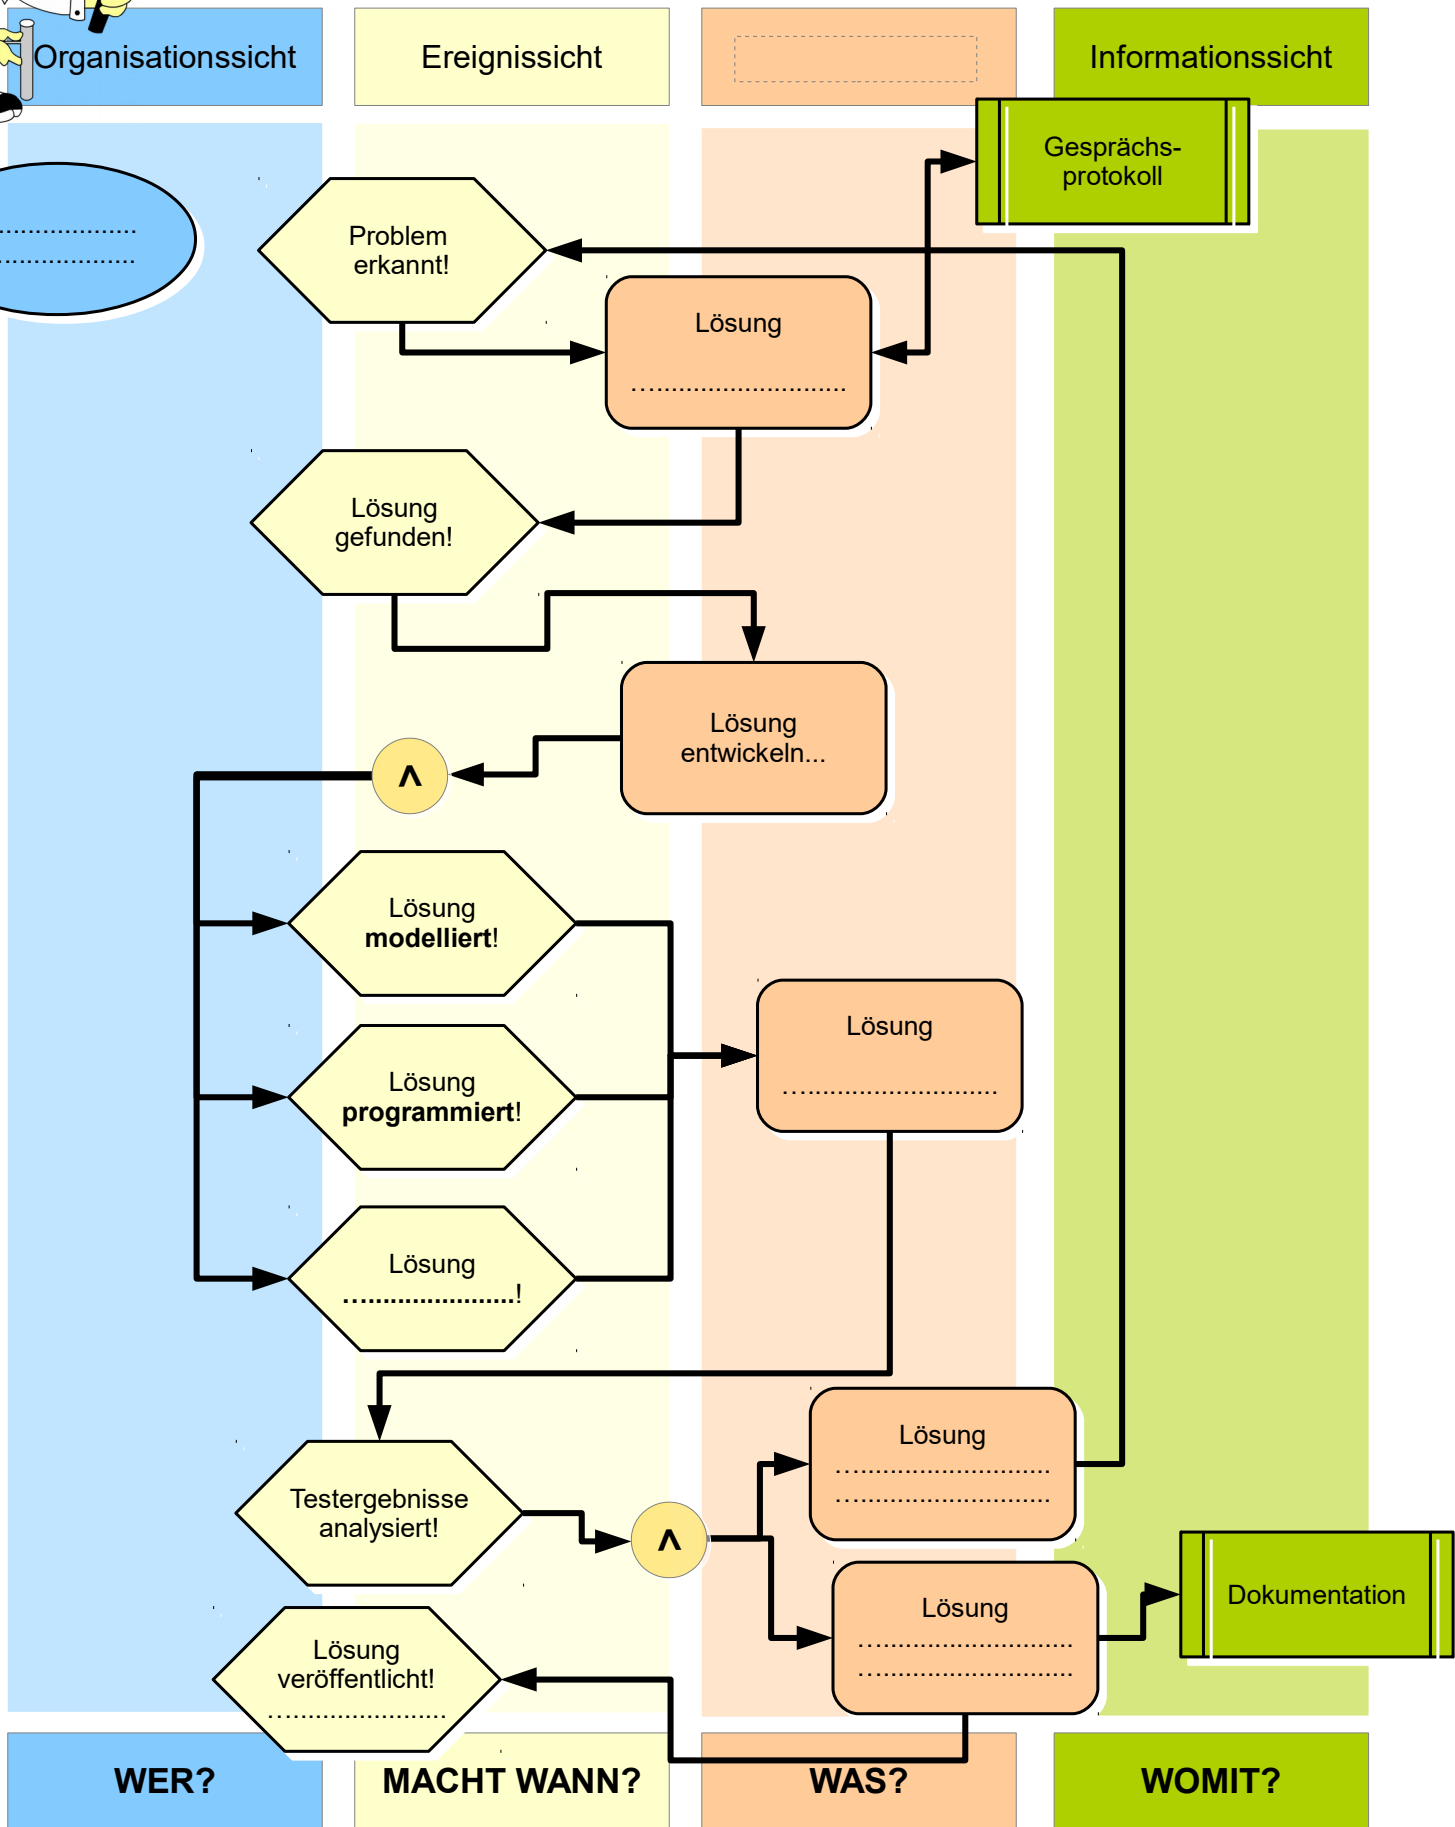 Organisationssicht
Ereignissicht
Informationssicht
Gesprächs-
protokoll
..................
..................
Problem
erkannt!
Lösung
.............................
Lösung
gefunden!
Lösung
entwickeln...
^
Lösung
modelliert!
Lösung
programmiert!
Lösung
.......................!
Lösung
.............................
Testergebnisse
analysiert!
^
Lösung
.............................
.............................
Lösung
.............................
.............................
Dokumentation
Lösung
veröffentlicht!
........................
WER?
MACHT WANN?
WAS?
WOMIT?